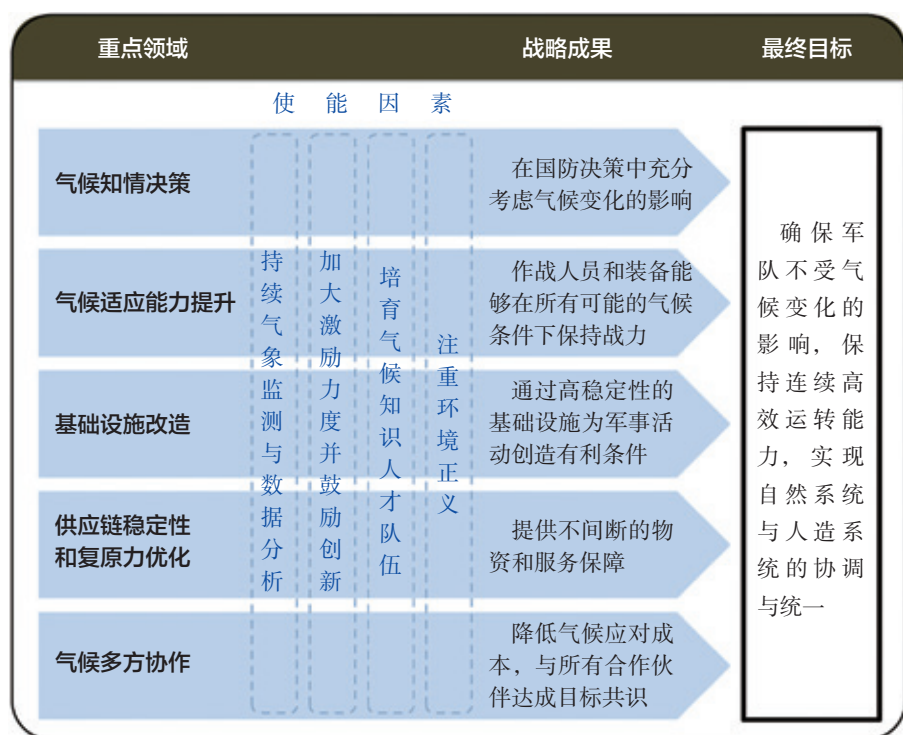 重点领域
战略成果
最终目标
使能因素
气候知情决策
在国防决策中充分
考虑气候变化的影响
气候适应能力提升
作战人员和装备能
够在所有可能的气候
条件下保持战力
基础设施改造
通过高稳定性的
基础设施为军事活
动创造有利条件
供应链稳定性
和复原力优化
提供不间断的物
资和服务保障
气候多方协作
降低气候应对成
本，与所有合作伙
伴达成目标共识
持续气象监测与数据分析
加大激励力度并鼓励创新
培育气候知识人才队伍
注重环境正义
确保军
队不受气
候变化的
影响，保
持连续高
效运转能
力，实现
自然系统
与人造系
统的协调
与统一